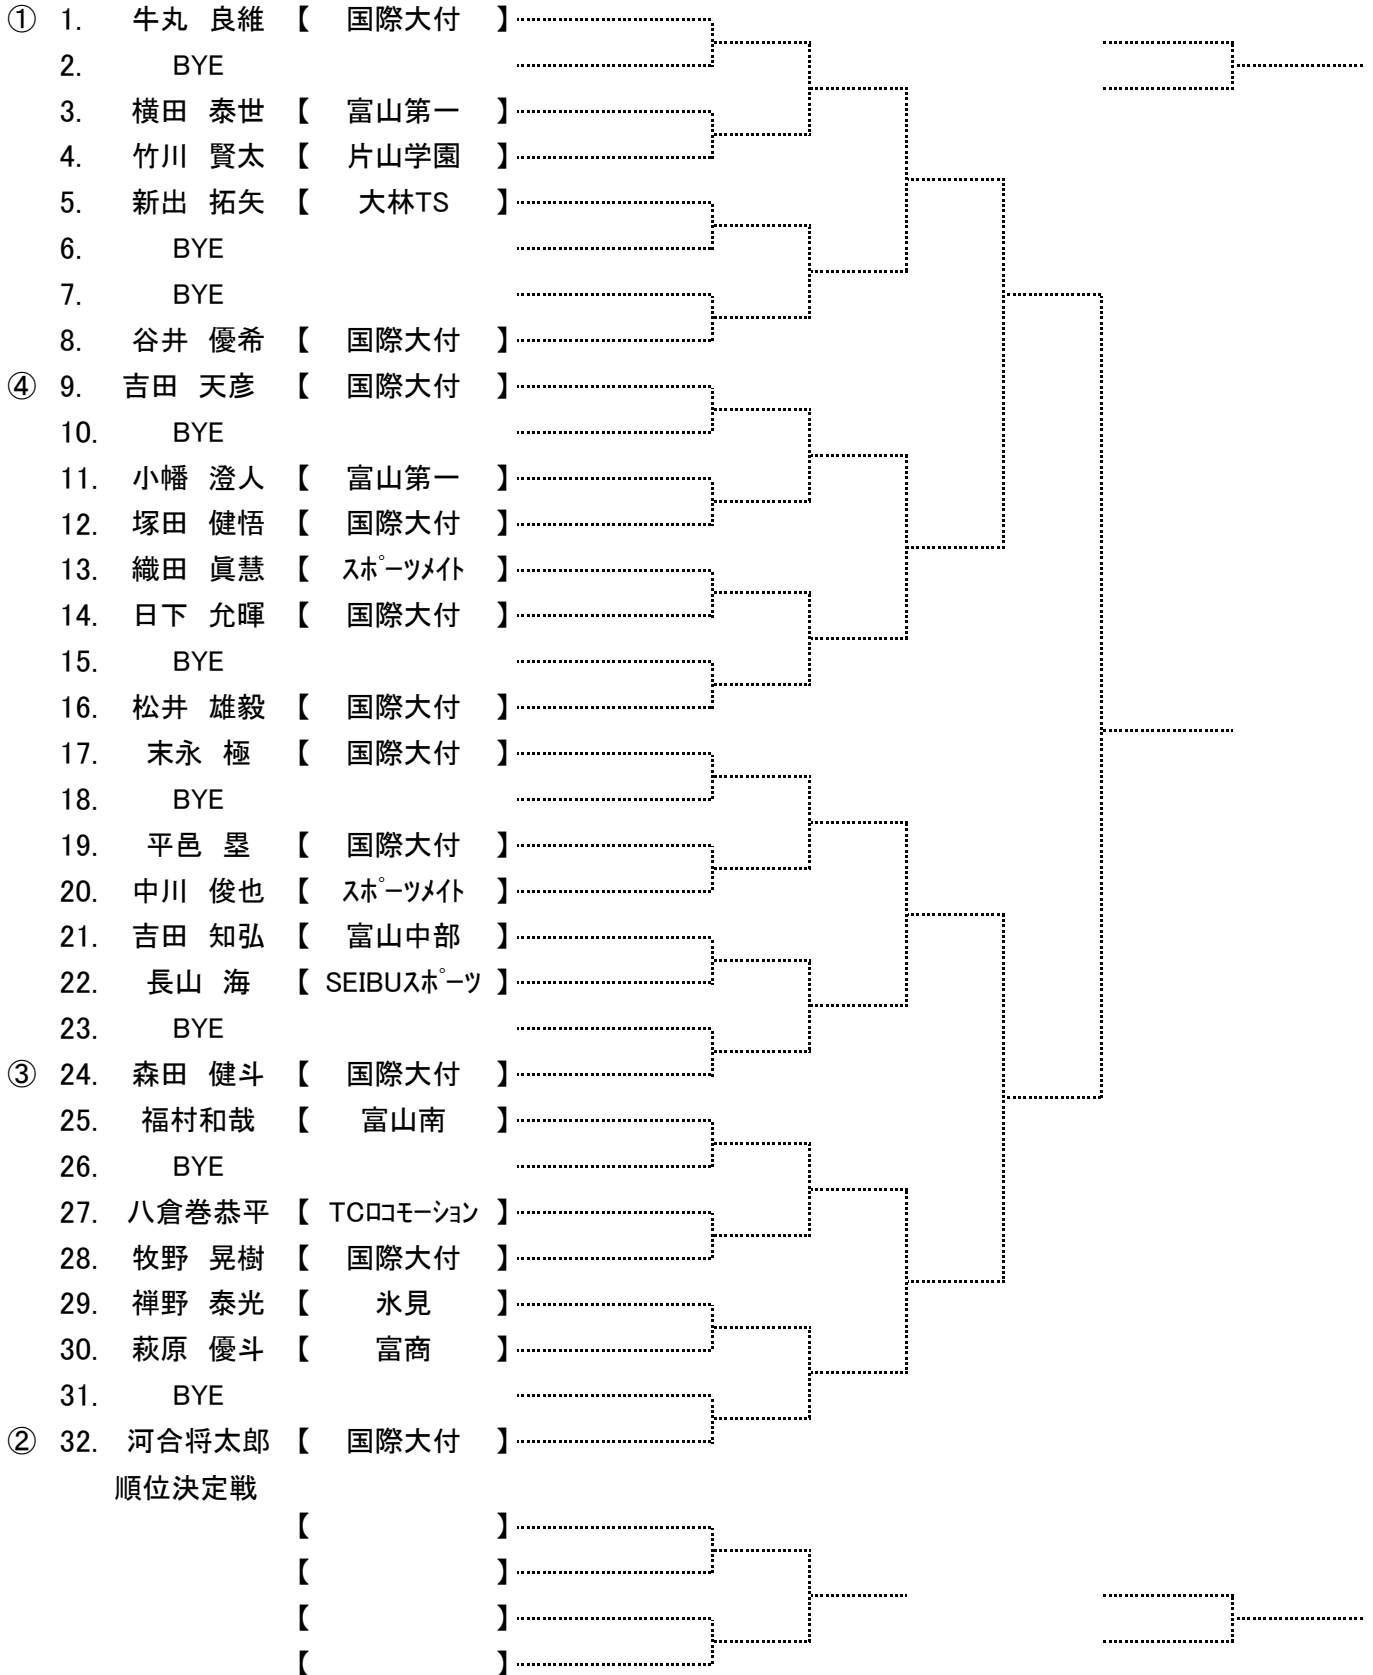 ① 1. 牛丸 良維 【 国際大付 】
2. BYE
3. 横田 泰世 【 富山第一 】
4. 竹川 賢太 【 片山学園 】
5. 新出 拓矢 【 大林TS 】
6. BYE
7. BYE
8. 谷井 優希 【 国際大付 】
④ 9. 吉田 天彦 【 国際大付 】
10. BYE
11. 小幡 澄人 【 富山第一 】
12. 塚田 健悟 【 国際大付 】
13. 織田 眞慧 【 ｽﾎﾟｰﾂﾒｲﾄ 】
14. 日下 允暉 【 国際大付 】
15. BYE
16. 松井 雄毅 【 国際大付 】
17. 末永 極 【 国際大付 】
18. BYE
19. 平邑 塁 【 国際大付 】
20. 中川 俊也 【 ｽﾎﾟｰﾂﾒｲﾄ 】
21. 吉田 知弘 【 富山中部 】
22. 長山 海 【 SEIBUｽﾎﾟｰﾂ 】
23. BYE
③ 24. 森田 健斗 【 国際大付 】
25. 福村和哉 【 富山南 】
26. BYE
27. 八倉巻恭平 【 TCﾛｺﾓｰｼｮﾝ 】
28. 牧野 晃樹 【 国際大付 】
29. 禅野 泰光 【 氷見 】
30. 萩原 優斗 【 富商 】
31. BYE
② 32. 河合将太郎 【 国際大付 】
順位決定戦
【 】
【 】
【 】
【 】